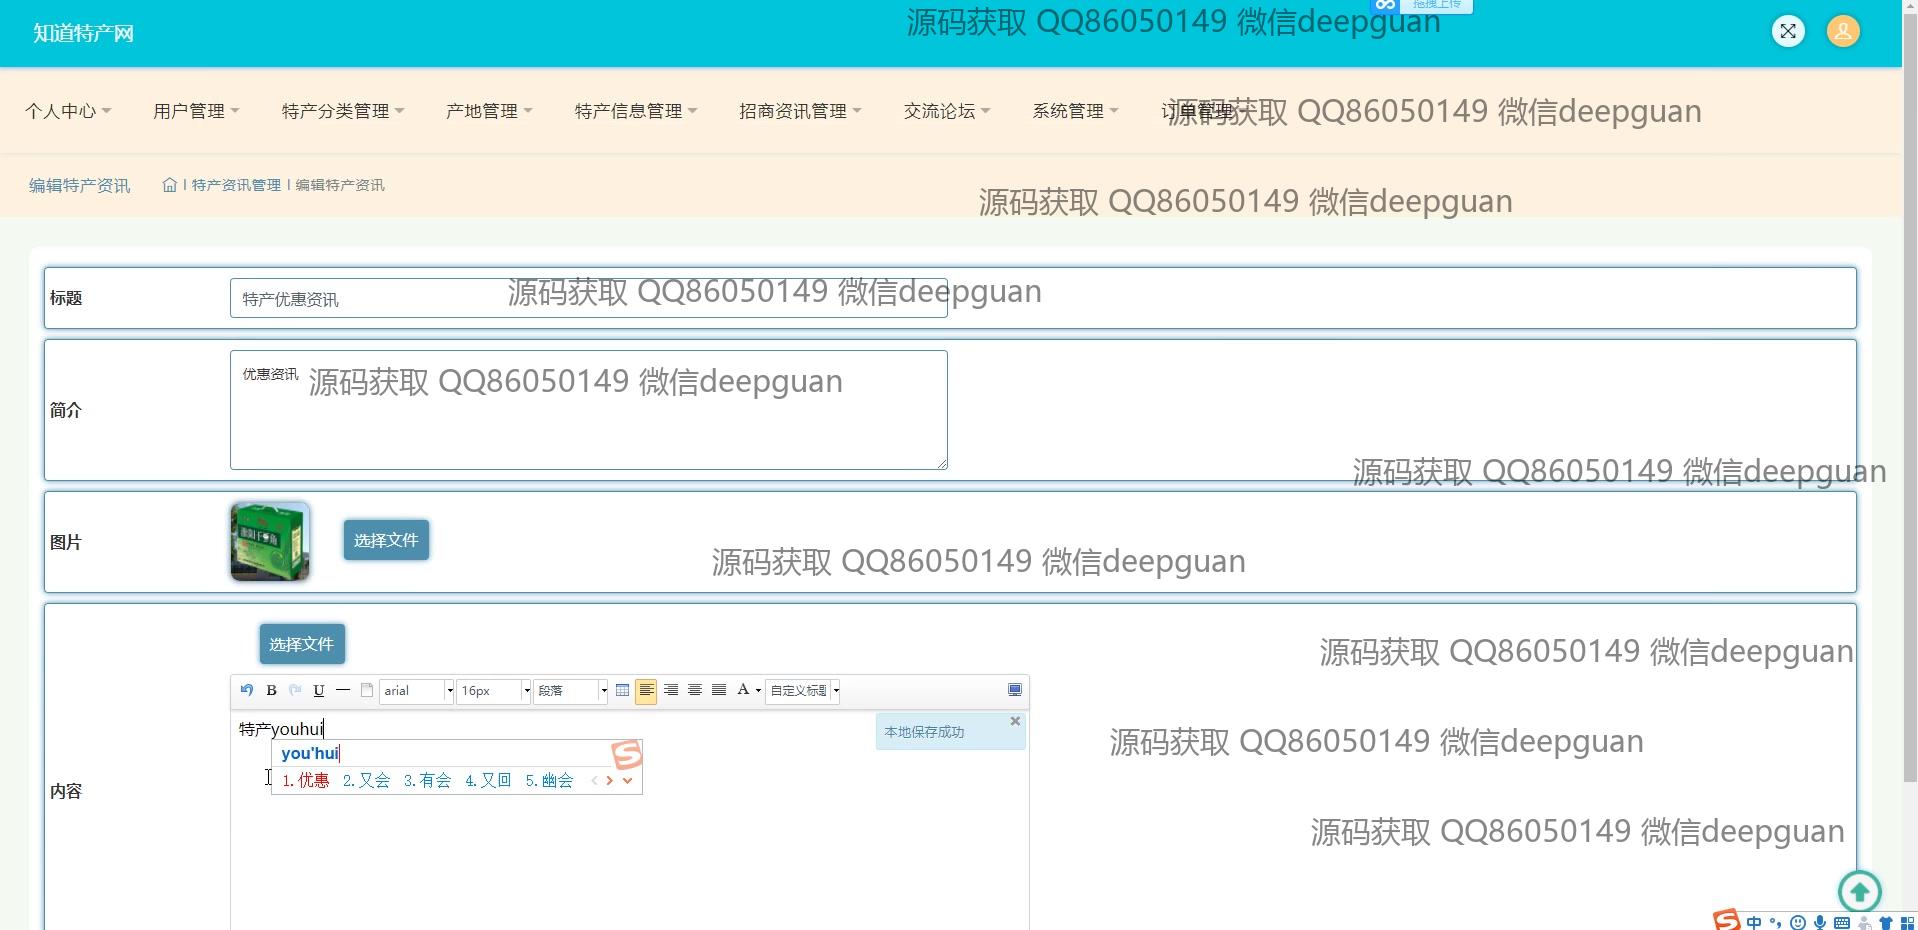 知道特产网
源码获取 QQ86050149 微信deepguan
拖拽上传
个人中心 用户管理 特产分类管理 产地管理 特产信息管理 招商资讯管理 交流论坛 系统管理 订单管理
源码获取 QQ86050149 微信deepguan
编辑特产资讯 特产资讯管理 编辑特产资讯
源码获取 QQ86050149 微信deepguan
标题 特产优惠资讯
源码获取 QQ86050149 微信deepguan
简介 优惠资讯
源码获取 QQ86050149 微信deepguan
源码获取 QQ86050149 微信deepguan
图片 选择文件
源码获取 QQ86050149 微信deepguan
选择文件
源码获取 QQ86050149 微信deepguan
B U arial 16px 段落 A 自定义标题
特产youhui
本地保存成功
源码获取 QQ86050149 微信deepguan
you'hui
1.优惠 2.又会 3.有会 4.又回 5.幽会
内容
源码获取 QQ86050149 微信deepguan
中